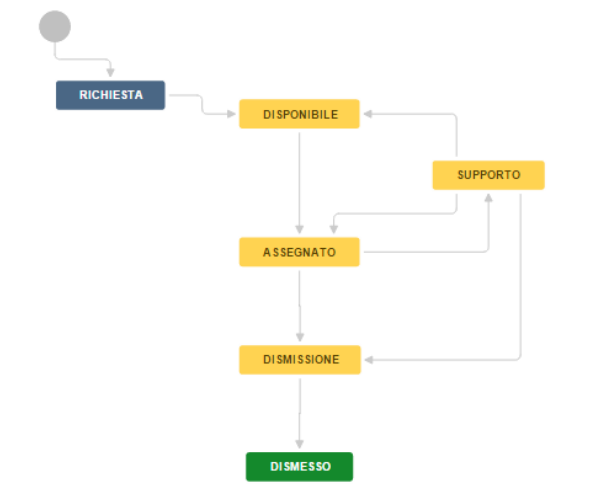 RICHIESTA
DISPONIBILE
SUPPORTO
ASSEGNATO
DISMISSIONE
DISMESSO